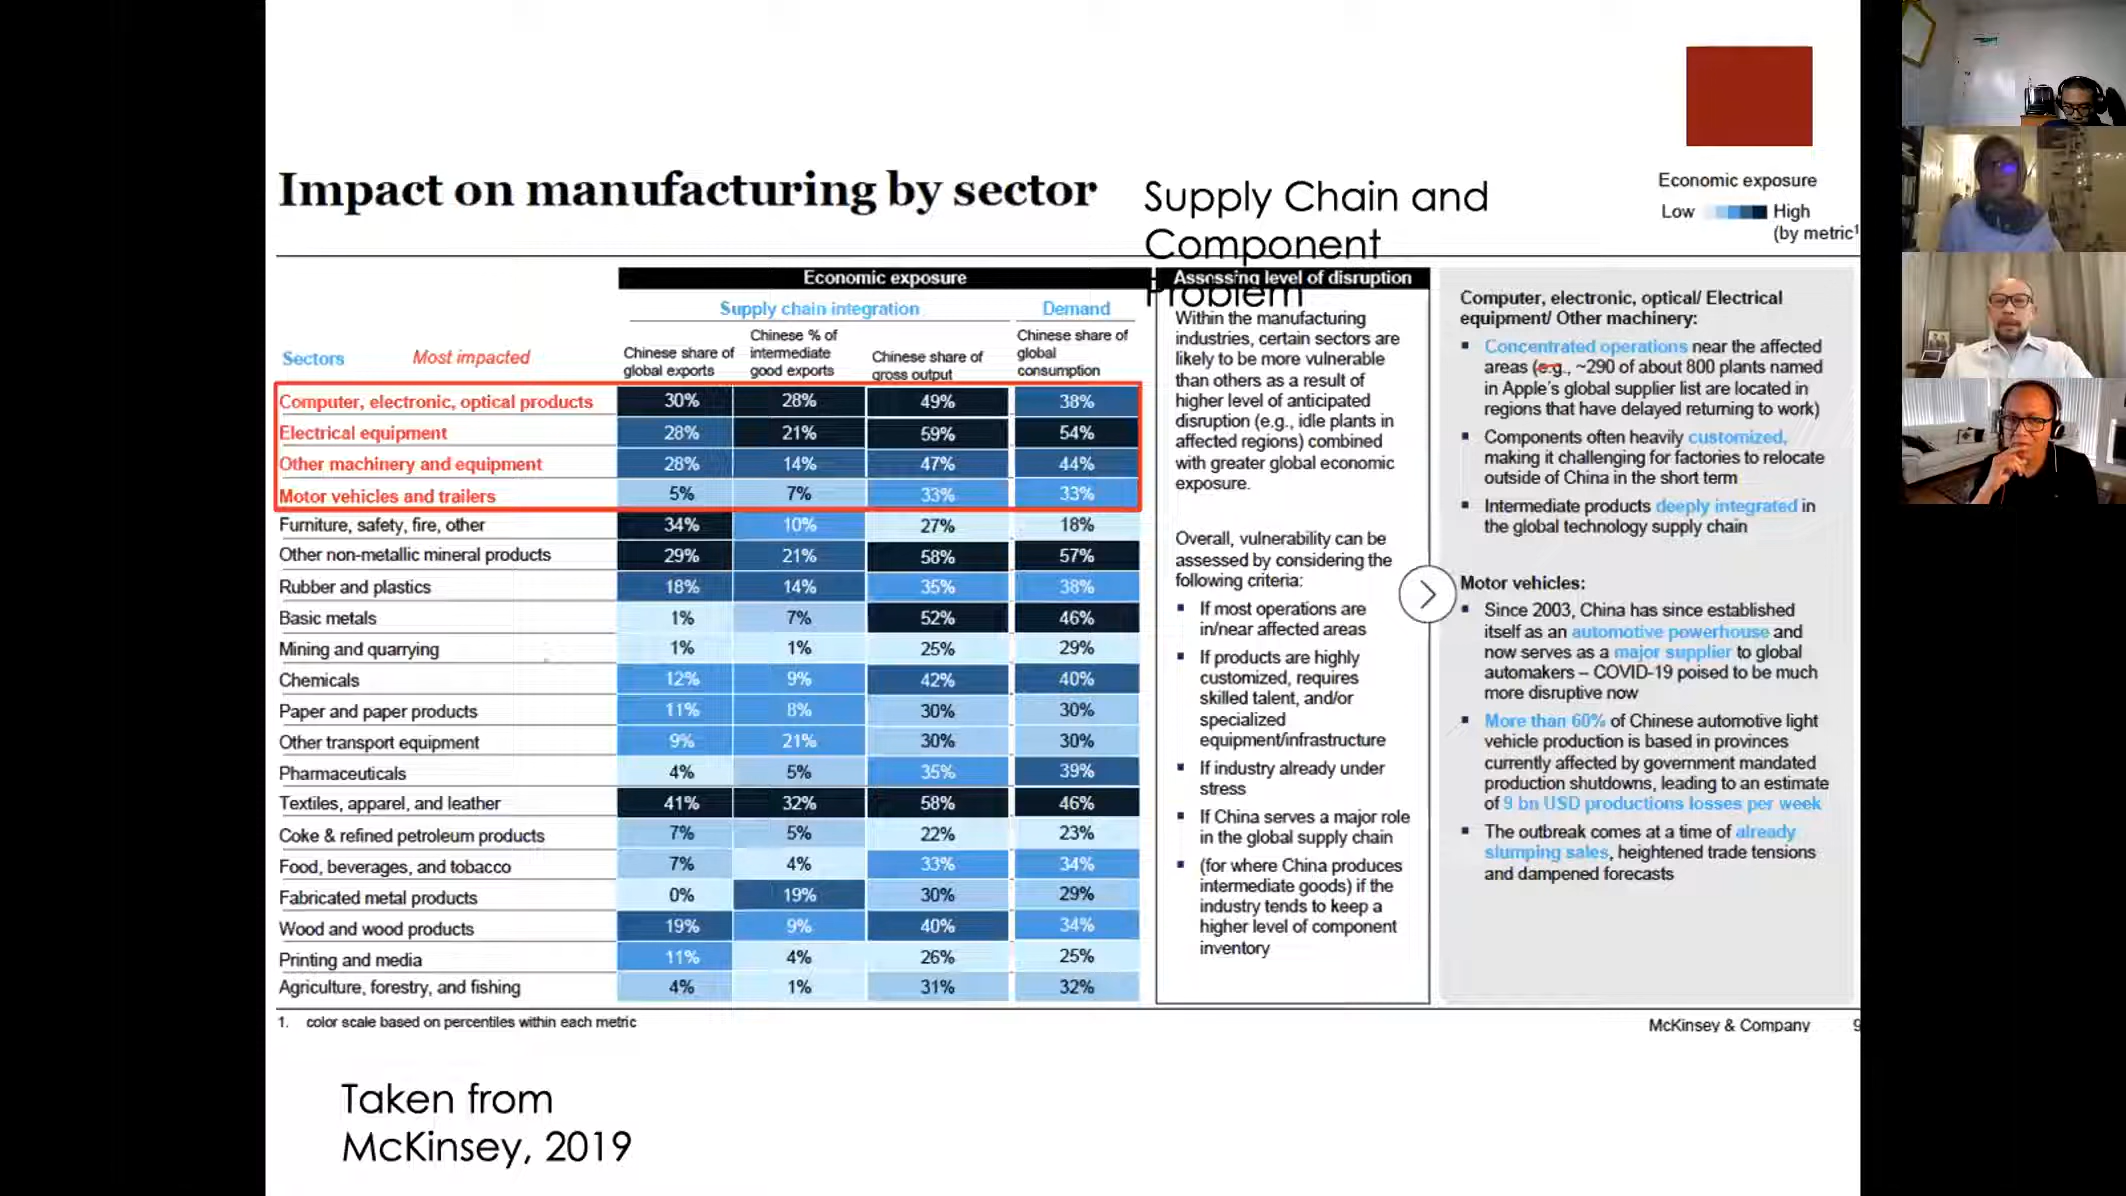 Impact on manufacturing by sector
Supply Chain and
Component
Problem
Economic exposure
Low High
(by metric¹
Economic exposure
Supply chain integration
Demand
Sectors
Most impacted
Chinese share of
global exports
Chinese % of
intermediate
good exports
Chinese share of
gross output
Chinese share of
global
consumption
Computer, electronic, optical products 30% 28% 49% 38%
Electrical equipment 28% 21% 59% 54%
Other machinery and equipment 28% 14% 47% 44%
Motor vehicles and trailers 5% 7% 33% 33%
Furniture, safety, fire, other 34% 10% 27% 18%
Other non-metallic mineral products 29% 21% 58% 57%
Rubber and plastics 18% 14% 35% 38%
Basic metals 1% 7% 52% 46%
Mining and quarrying 1% 1% 25% 29%
Chemicals 12% 9% 42% 40%
Paper and paper products 11% 8% 30% 30%
Other transport equipment 9% 21% 30% 30%
Pharmaceuticals 4% 5% 35% 39%
Textiles, apparel, and leather 41% 32% 58% 46%
Coke & refined petroleum products 7% 5% 22% 23%
Food, beverages, and tobacco 7% 4% 33% 34%
Fabricated metal products 0% 19% 30% 29%
Wood and wood products 19% 9% 40% 34%
Printing and media 11% 4% 26% 25%
Agriculture, forestry, and fishing 4% 1% 31% 32%
Assessing level of disruption
Within the manufacturing
industries, certain sectors are
likely to be more vulnerable
than others as a result of
higher level of anticipated
disruption (e.g., idle plants in
affected regions) combined
with greater global economic
exposure.
Overall, vulnerability can be
assessed by considering the
following criteria:
▪ If most operations are
in/near affected areas
▪ If products are highly
customized, requires
skilled talent, and/or
specialized
equipment/infrastructure
▪ If industry already under
stress
▪ If China serves a major role
in the global supply chain
▪ (for where China produces
intermediate goods) if the
industry tends to keep a
higher level of component
inventory
Computer, electronic, optical/ Electrical
equipment/ Other machinery:
▪ Concentrated operations near the affected
areas (e.g., ~290 of about 800 plants named
in Apple's global supplier list are located in
regions that have delayed returning to work)
▪ Components often heavily customized,
making it challenging for factories to relocate
outside of China in the short term
▪ Intermediate products deeply integrated in
the global technology supply chain
Motor vehicles:
▪ Since 2003, China has since established
itself as an automotive powerhouse and
now serves as a major supplier to global
automakers – COVID-19 poised to be much
more disruptive now
▪ More than 60% of Chinese automotive light
vehicle production is based in provinces
currently affected by government mandated
production shutdowns, leading to an estimate
of 9 bn USD productions losses per week
▪ The outbreak comes at a time of already
slumping sales, heightened trade tensions
and dampened forecasts
1. color scale based on percentiles within each metric
McKinsey & Company 9
Taken from
McKinsey, 2019